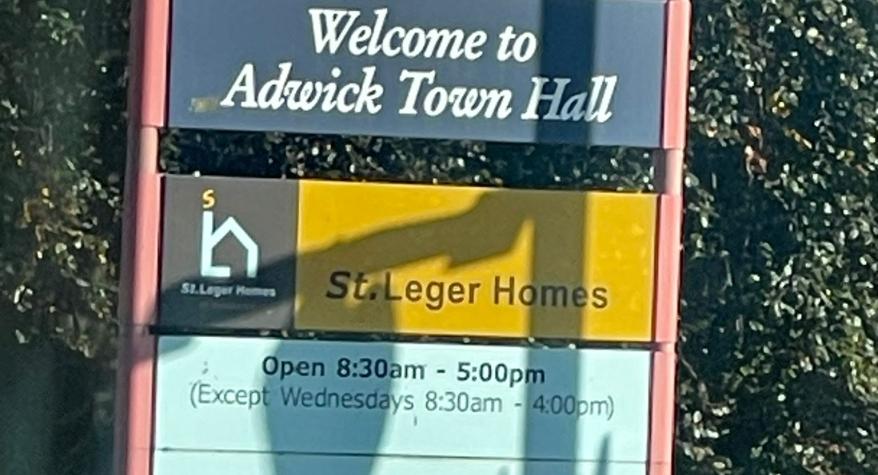 Welcome to
Adwick Town Hall
S
St.Leger Homes
St.Leger Homes
Open 8:30am - 5:00pm
(Except Wednesdays 8:30am - 4:00pm)